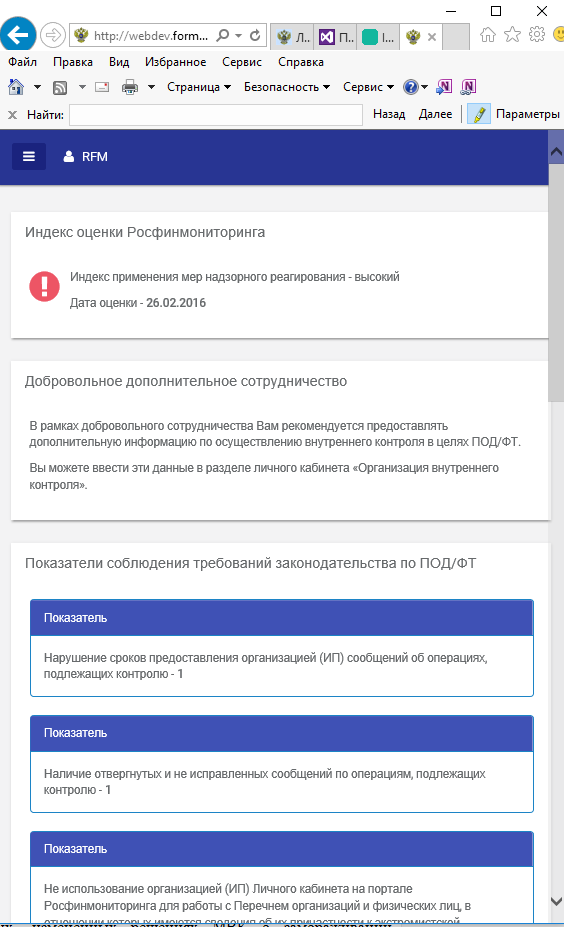 http://webdev.form...
Л..
П..
I...
Файл Правка Вид Избранное Сервис Справка
Страница Безопасность Сервис
Найти: Назад Далее Параметры
RFM
Индекс оценки Росфинмониторинга
Индекс применения мер надзорного реагирования - высокий
Дата оценки - 26.02.2016
Добровольное дополнительное сотрудничество
В рамках добровольного сотрудничества Вам рекомендуется предоставлять
дополнительную информацию по осуществлению внутреннего контроля в целях ПОД/ФТ.
Вы можете ввести эти данные в разделе личного кабинета «Организация внутреннего
контроля».
Показатели соблюдения требований законодательства по ПОД/ФТ
Показатель
Нарушение сроков предоставления организацией (ИП) сообщений об операциях,
подлежащих контролю - 1
Показатель
Наличие отвергнутых и не исправленных сообщений по операциям, подлежащих
контролю - 1
Показатель
Не использование организацией (ИП) Личного кабинета на портале
Росфинмониторинга для работы с Перечнем организаций и физических лиц, в
отношении которых имеются сведения об их причастности к экстремистской